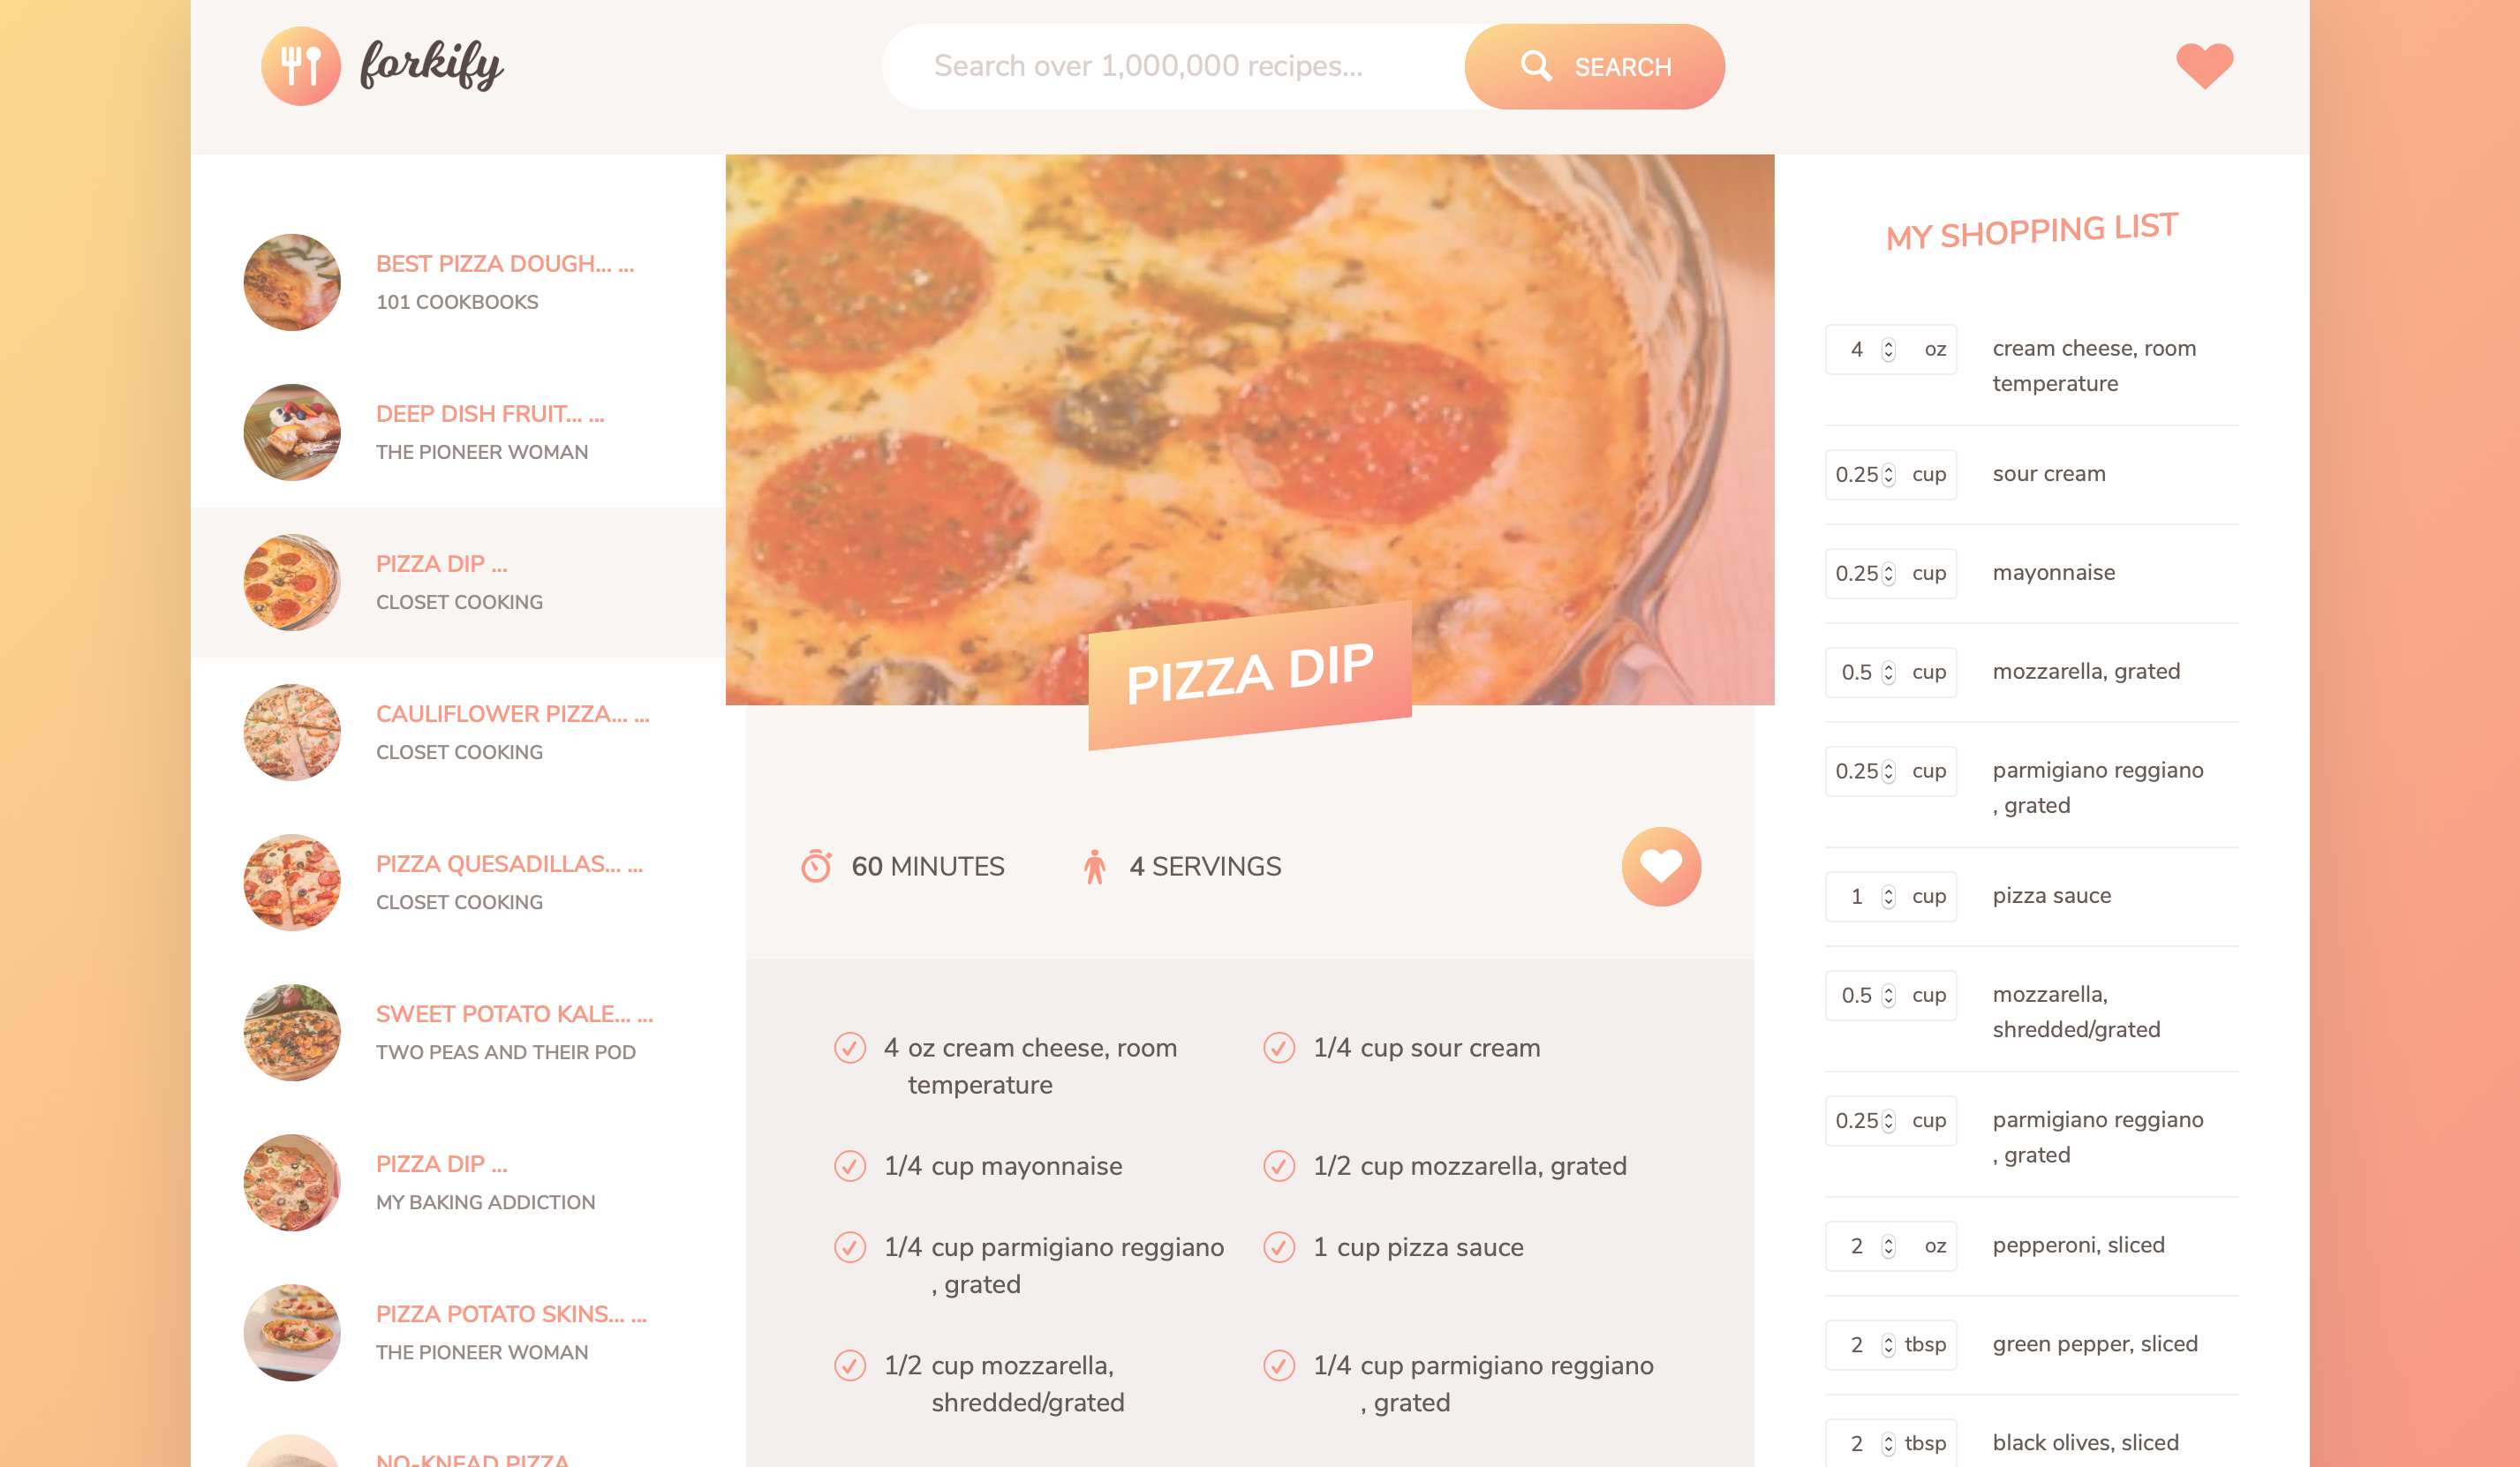 forkify
Search over 1,000,000 recipes...
SEARCH
BEST PIZZA DOUGH... ...
101 COOKBOOKS
DEEP DISH FRUIT... ...
THE PIONEER WOMAN
PIZZA DIP ...
CLOSET COOKING
CAULIFLOWER PIZZA... ...
CLOSET COOKING
PIZZA QUESADILLAS... ...
CLOSET COOKING
SWEET POTATO KALE... ...
TWO PEAS AND THEIR POD
PIZZA DIP ...
MY BAKING ADDICTION
PIZZA POTATO SKINS... ...
THE PIONEER WOMAN
NO-KNEAD PIZZA
PIZZA DIP
60 MINUTES
4 SERVINGS
4 oz cream cheese, room
temperature
1/4 cup sour cream
1/4 cup mayonnaise
1/2 cup mozzarella, grated
1/4 cup parmigiano reggiano
, grated
1 cup pizza sauce
1/2 cup mozzarella,
shredded/grated
1/4 cup parmigiano reggiano
, grated
MY SHOPPING LIST
4 oz cream cheese, room
temperature
0.25 cup sour cream
0.25 cup mayonnaise
0.5 cup mozzarella, grated
0.25 cup parmigiano reggiano
, grated
1 cup pizza sauce
0.5 cup mozzarella,
shredded/grated
0.25 cup parmigiano reggiano
, grated
2 oz pepperoni, sliced
2 tbsp green pepper, sliced
2 tbsp black olives, sliced